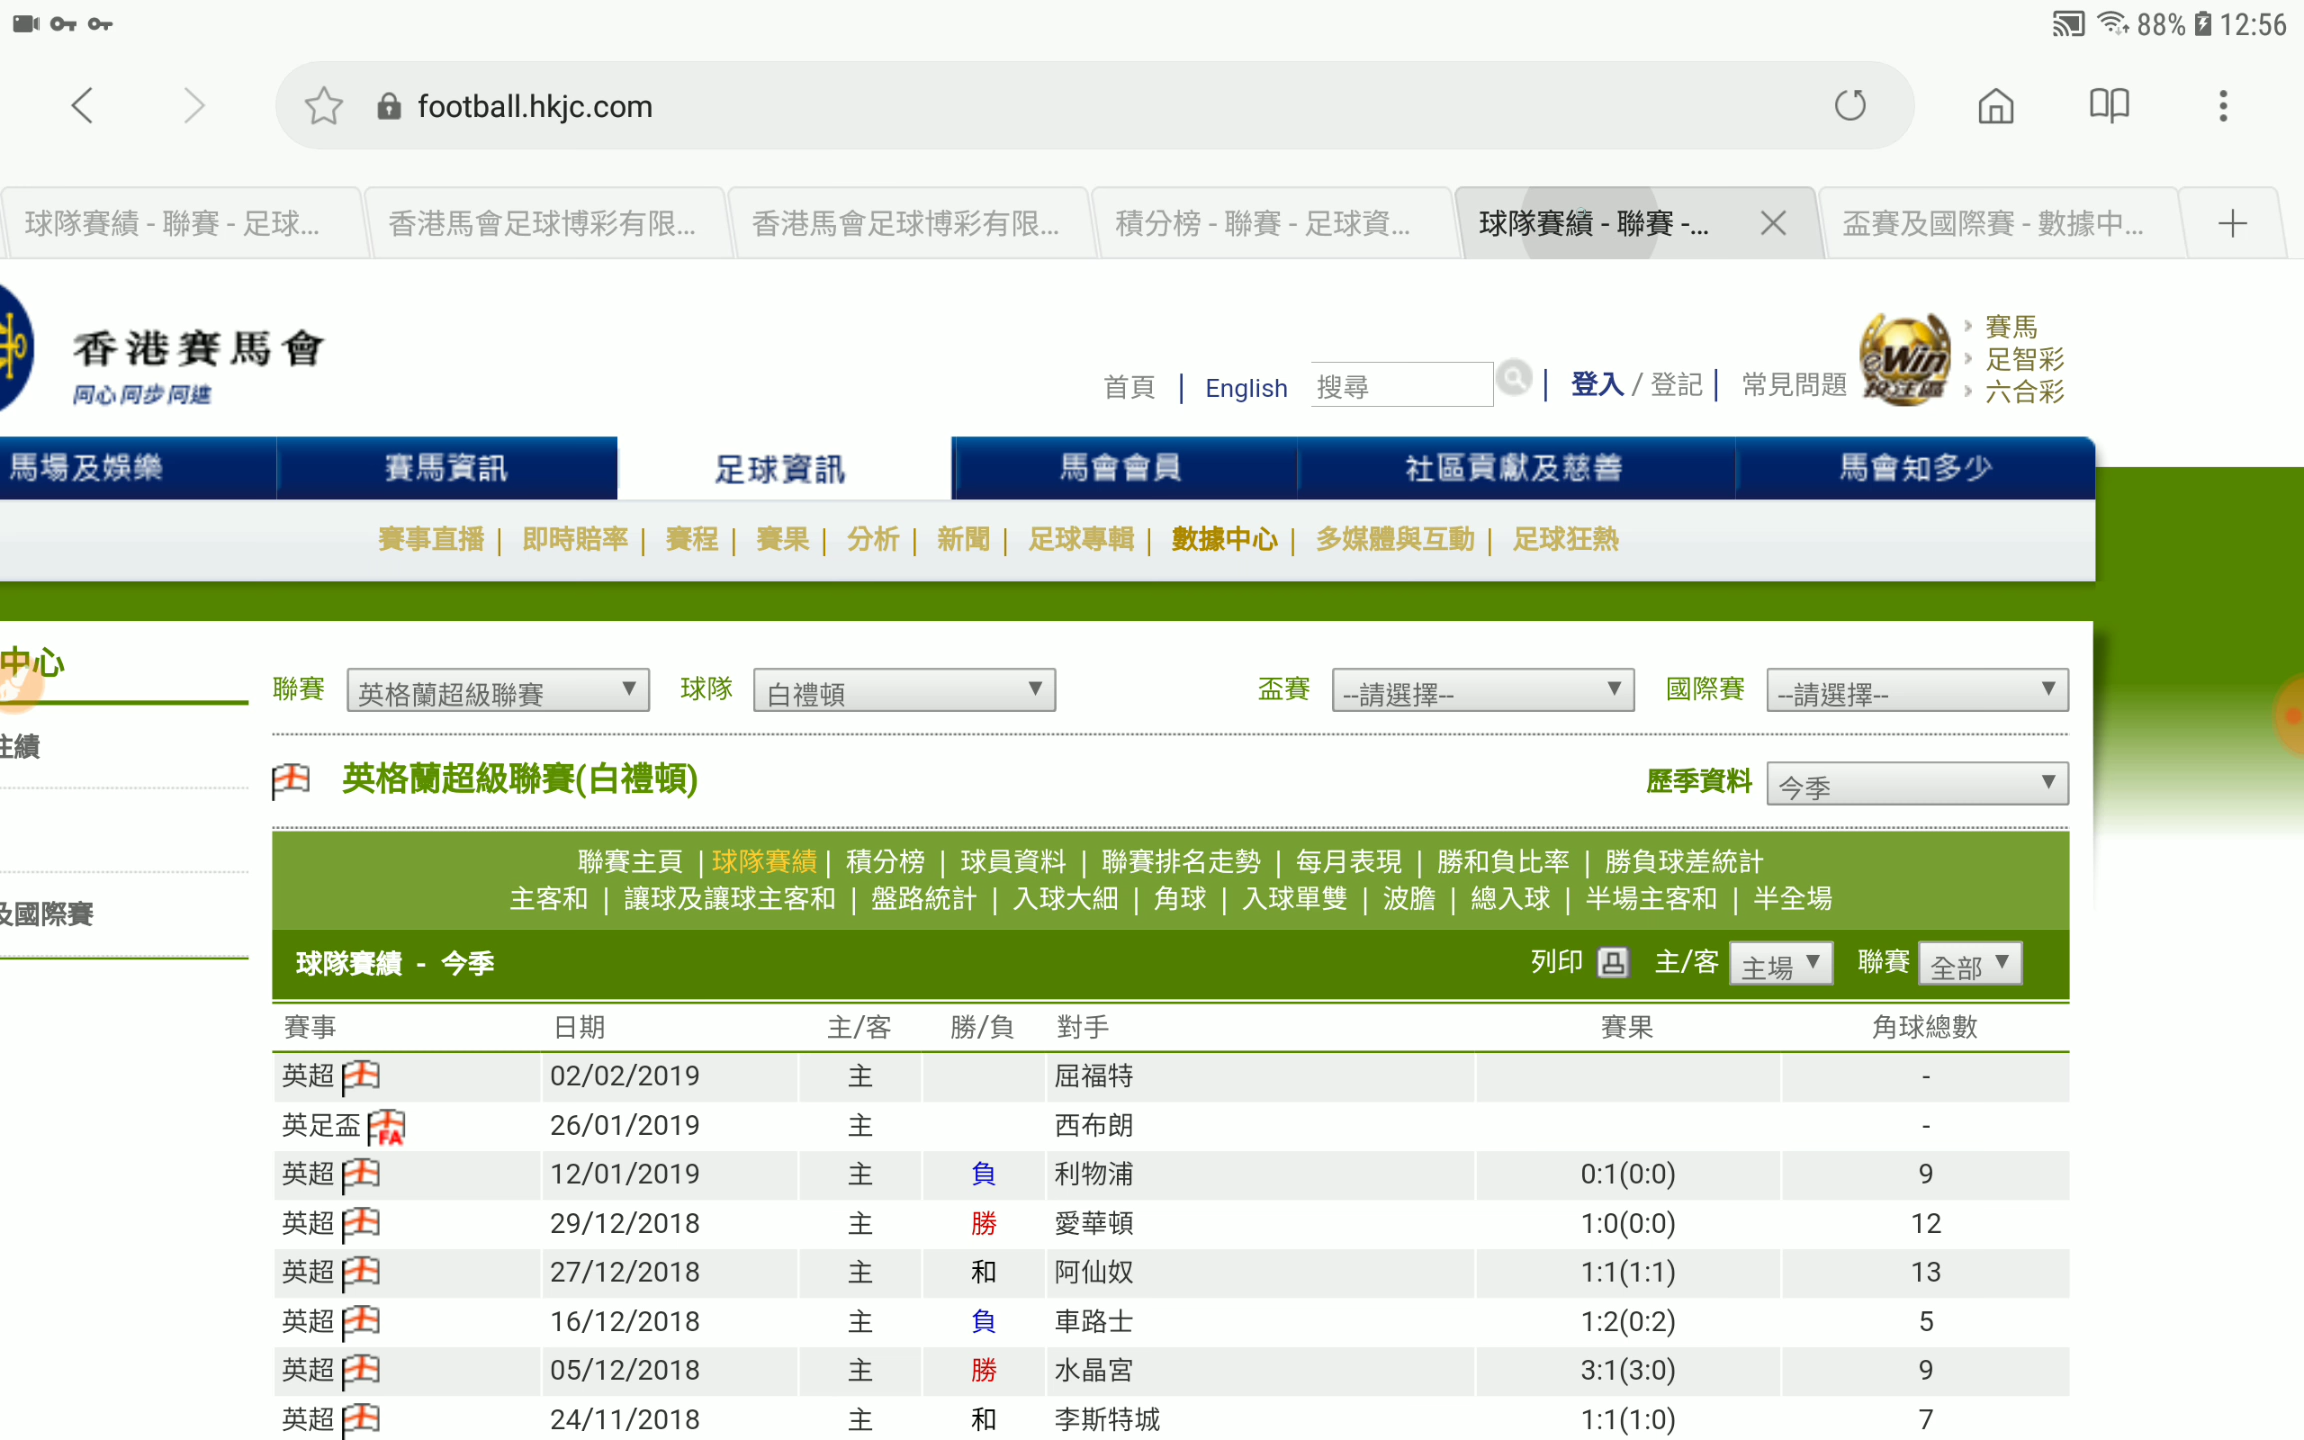 88% 12:56
football.hkjc.com
球隊賽績 - 聯賽 - 足球...
香港馬會足球博彩有限...
香港馬會足球博彩有限...
積分榜 - 聯賽 - 足球資...
球隊賽績 - 聯賽 -...
盃賽及國際賽 - 數據中...
香港賽馬會
同心同步同進
首頁 | English 搜尋 | 登入 / 登記 | 常見問題
eWin
投注區
賽馬
足智彩
六合彩
馬場及娛樂 賽馬資訊 足球資訊 馬會會員 社區貢獻及慈善 馬會知多少
賽事直播 | 即時賠率 | 賽程 | 賽果 | 分析 | 新聞 | 足球專輯 | 數據中心 | 多媒體與互動 | 足球狂熱
中心
往績
及國際賽
聯賽 英格蘭超級聯賽 球隊 白禮頓 盃賽 --請選擇-- 國際賽 --請選擇--
英格蘭超級聯賽(白禮頓) 歷季資料 今季
聯賽主頁 | 球隊賽績 | 積分榜 | 球員資料 | 聯賽排名走勢 | 每月表現 | 勝和負比率 | 勝負球差統計
主客和 | 讓球及讓球主客和 | 盤路統計 | 入球大細 | 角球 | 入球單雙 | 波膽 | 總入球 | 半場主客和 | 半全場
球隊賽績 - 今季 列印 主/客 主場 聯賽 全部
賽事 日期 主/客 勝/負 對手 賽果 角球總數
英超 02/02/2019 主 屈福特 -
英足盃 FA 26/01/2019 主 西布朗 -
英超 12/01/2019 主 負 利物浦 0:1(0:0) 9
英超 29/12/2018 主 勝 愛華頓 1:0(0:0) 12
英超 27/12/2018 主 和 阿仙奴 1:1(1:1) 13
英超 16/12/2018 主 負 車路士 1:2(0:2) 5
英超 05/12/2018 主 勝 水晶宮 3:1(3:0) 9
英超 24/11/2018 主 和 李斯特城 1:1(1:0) 7